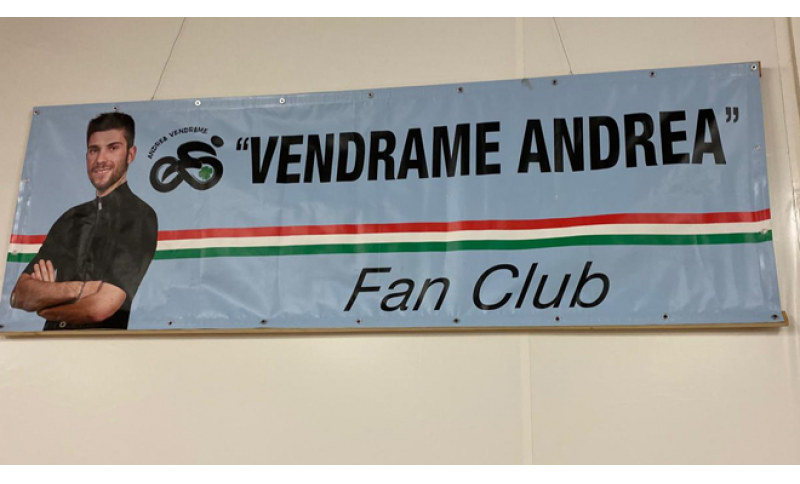 ANDREA VENDRAME
"VENDRAME ANDREA"
Fan Club